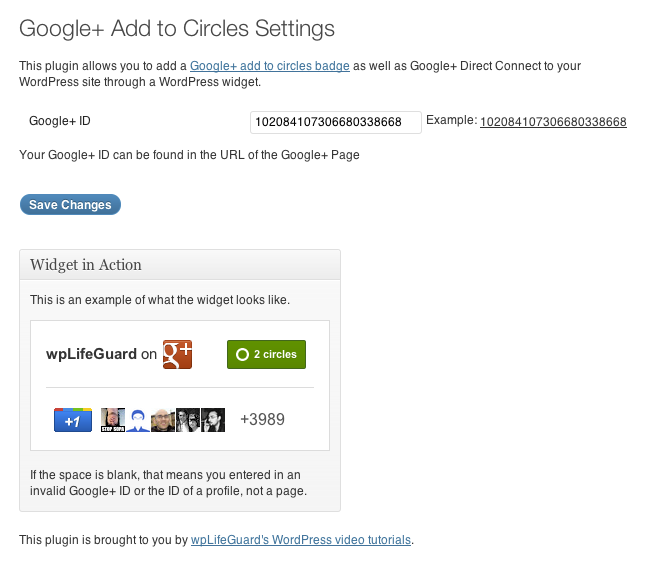 Google+ Add to Circles Settings
This plugin allows you to add a Google+ add to circles badge as well as Google+ Direct Connect to your
WordPress site through a WordPress widget.
Google+ ID 102084107306680338668 Example: 102084107306680338668
Your Google+ ID can be found in the URL of the Google+ Page
Save Changes
Widget in Action
This is an example of what the widget looks like.
wpLifeGuard on g+ 2 circles
+1 STOP SOPA +3989
If the space is blank, that means you entered in an
invalid Google+ ID or the ID of a profile, not a page.
This plugin is brought to you by wpLifeGuard's WordPress video tutorials.